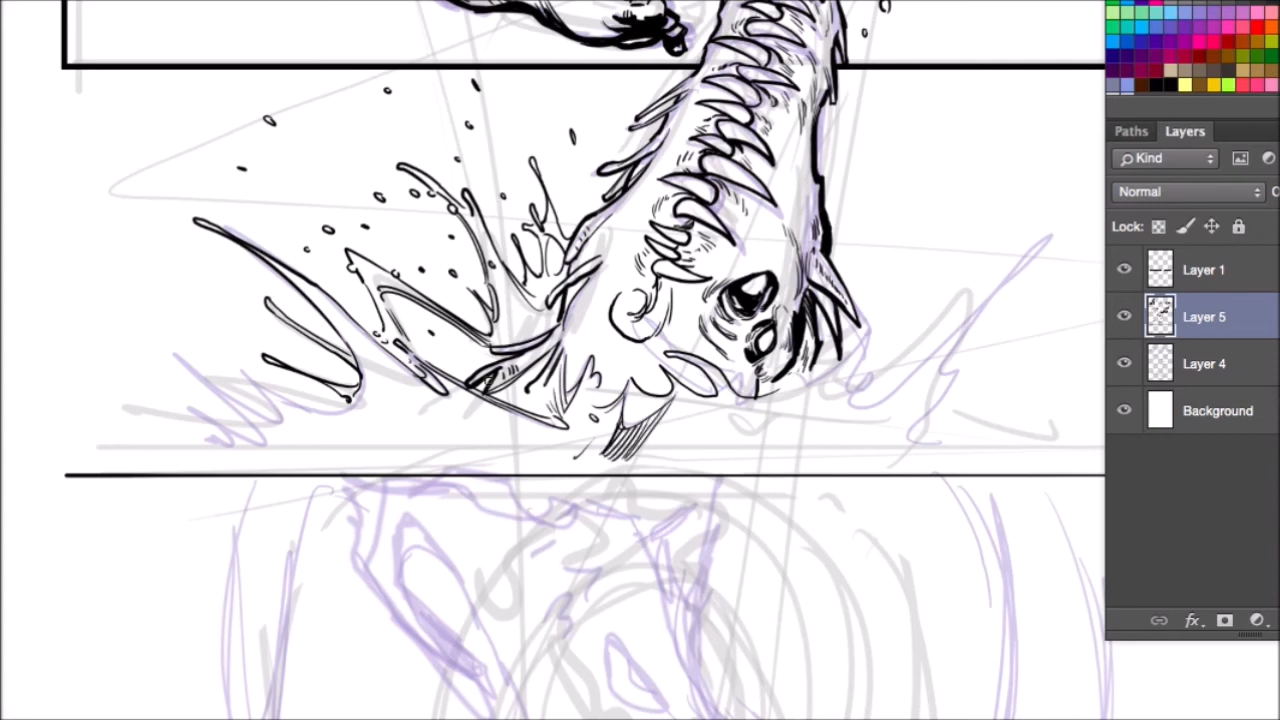 Paths Layers
Kind
Normal
Lock:
Layer 1
Layer 5
Layer 4
Background
fx